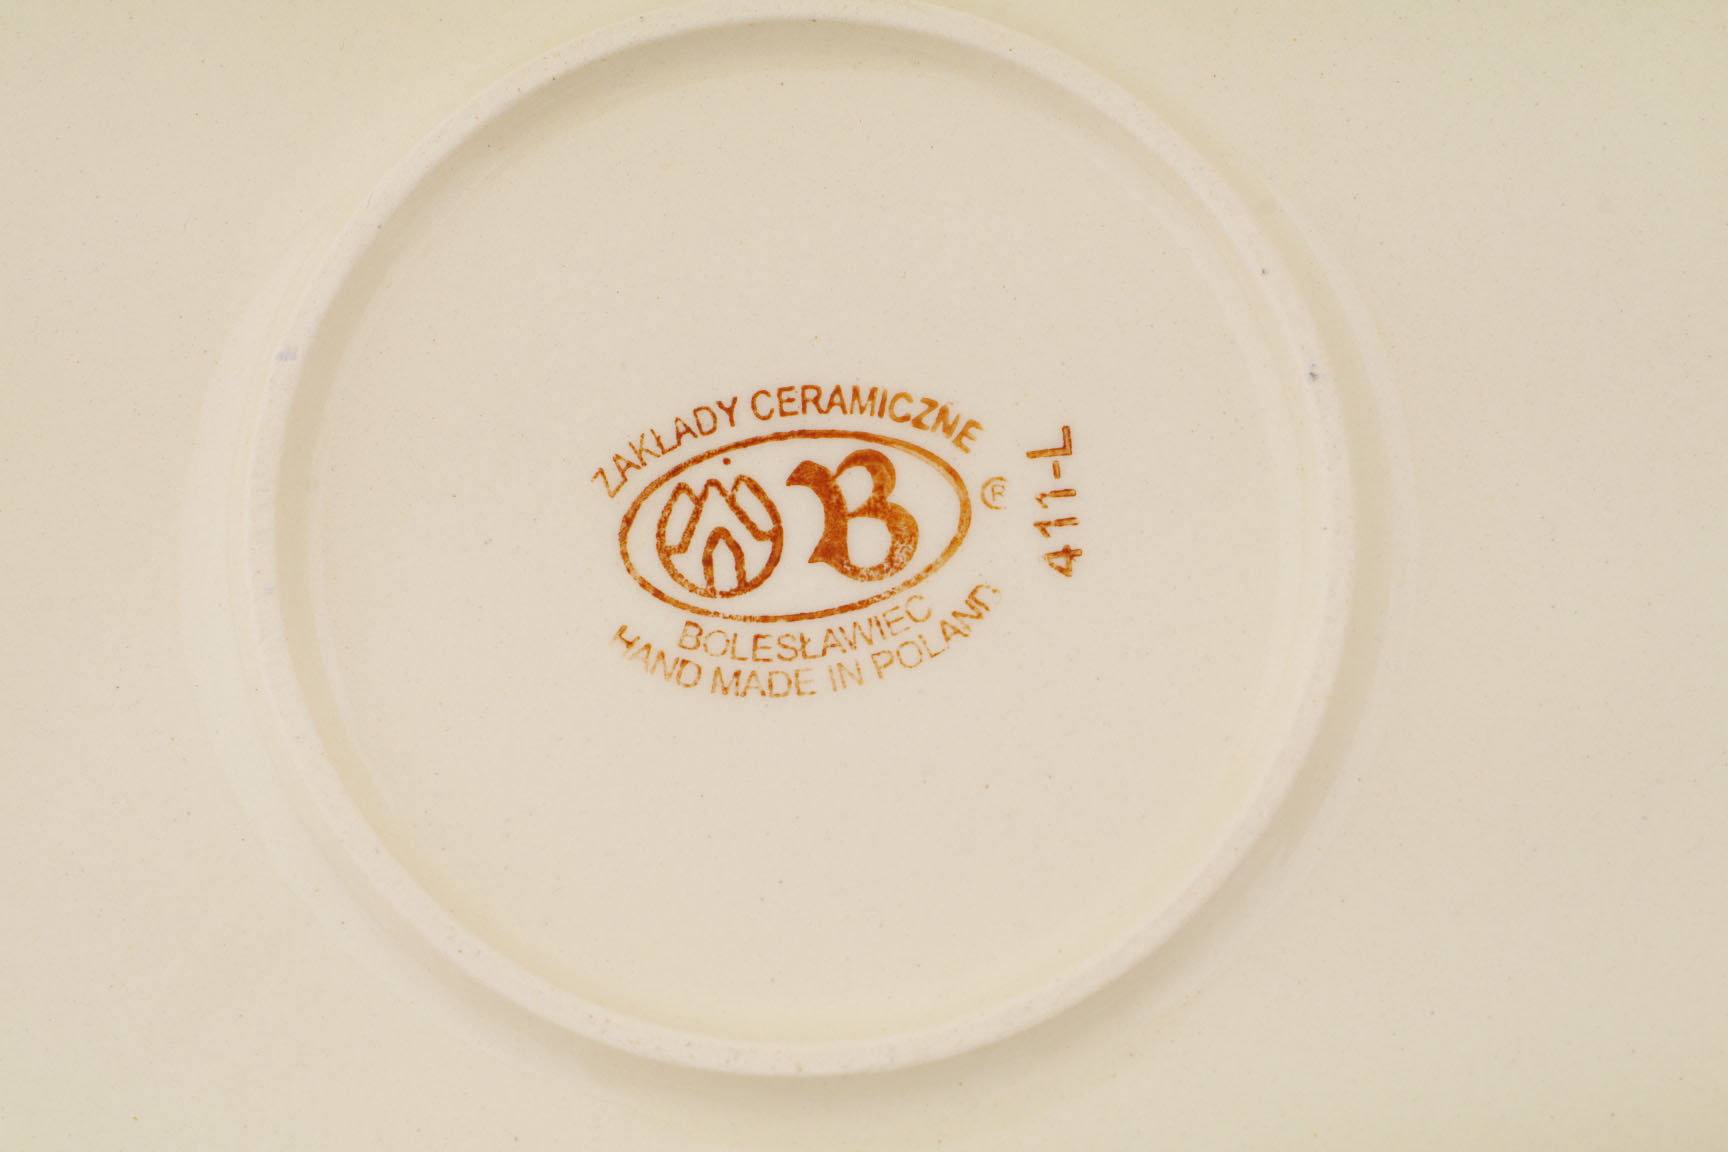 ZAKŁADY CERAMICZNE
B
®
BOLESŁAWIEC
HAND MADE IN POLAND
411-L